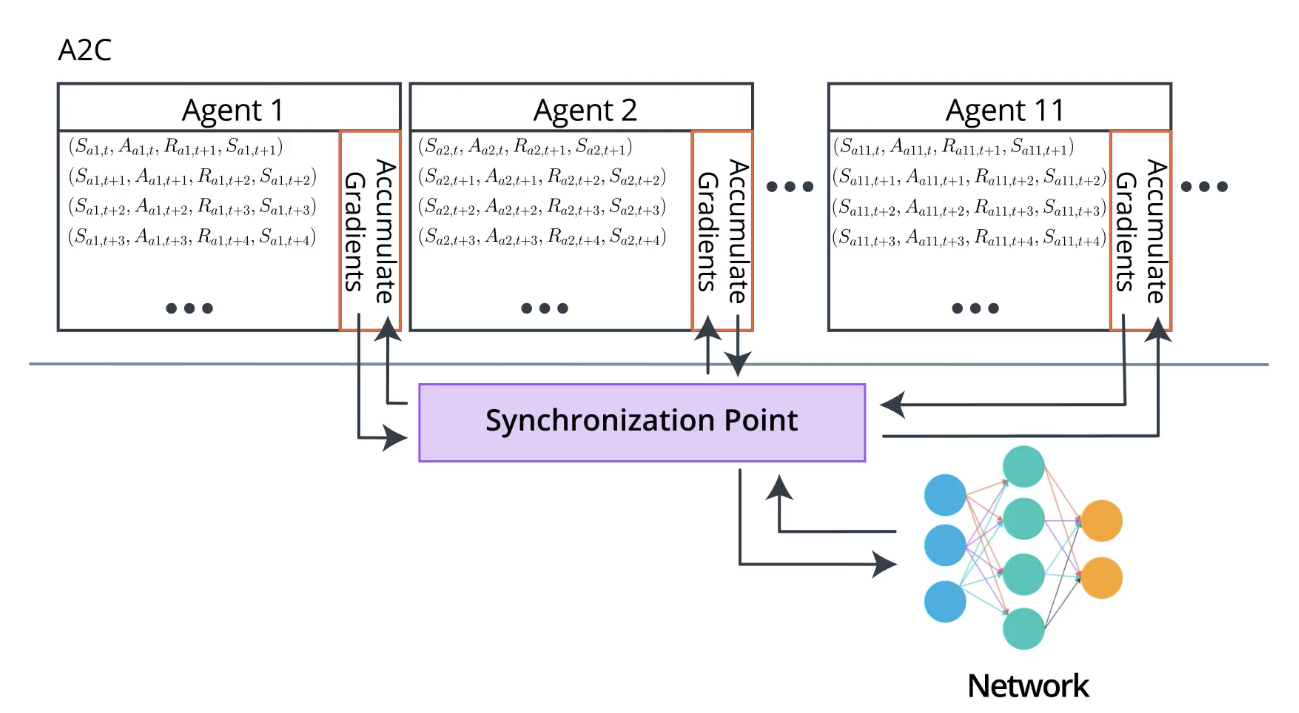 A2C
Agent 1
(S_{a1,t}, A_{a1,t}, R_{a1,t+1}, S_{a1,t+1})
(S_{a1,t+1}, A_{a1,t+1}, R_{a1,t+2}, S_{a1,t+2})
(S_{a1,t+2}, A_{a1,t+2}, R_{a1,t+3}, S_{a1,t+3})
(S_{a1,t+3}, A_{a1,t+3}, R_{a1,t+4}, S_{a1,t+4})
Accumulate
Gradients
Agent 2
(S_{a2,t}, A_{a2,t}, R_{a2,t+1}, S_{a2,t+1})
(S_{a2,t+1}, A_{a2,t+1}, R_{a2,t+2}, S_{a2,t+2})
(S_{a2,t+2}, A_{a2,t+2}, R_{a2,t+3}, S_{a2,t+3})
(S_{a2,t+3}, A_{a2,t+3}, R_{a2,t+4}, S_{a2,t+4})
Accumulate
Gradients
Agent 11
(S_{a11,t}, A_{a11,t}, R_{a11,t+1}, S_{a11,t+1})
(S_{a11,t+1}, A_{a11,t+1}, R_{a11,t+2}, S_{a11,t+2})
(S_{a11,t+2}, A_{a11,t+2}, R_{a11,t+3}, S_{a11,t+3})
(S_{a11,t+3}, A_{a11,t+3}, R_{a11,t+4}, S_{a11,t+4})
Accumulate
Gradients
Synchronization Point
Network